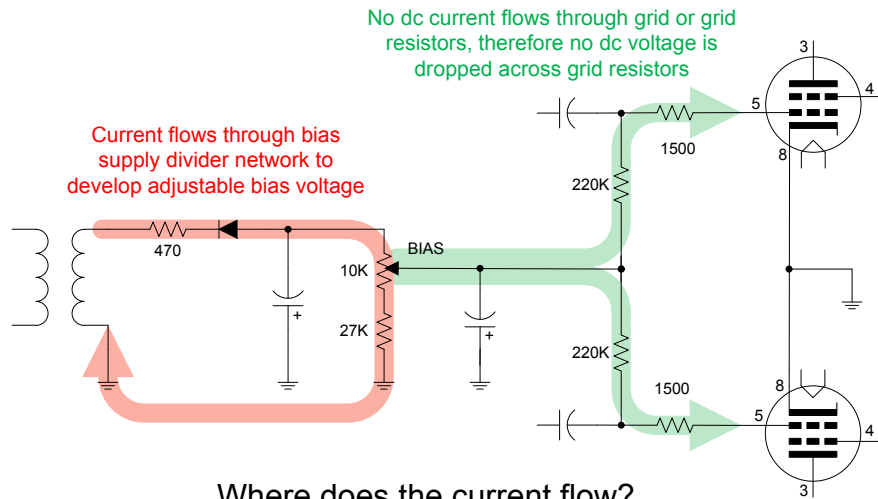 No dc current flows through grid or grid
resistors, therefore no dc voltage is
dropped across grid resistors
3
4
5
1500
8
Current flows through bias
supply divider network to
develop adjustable bias voltage
220K
470
BIAS
10K
+
27K
+
220K
1500
8
5
4
3
Where does the current flow?